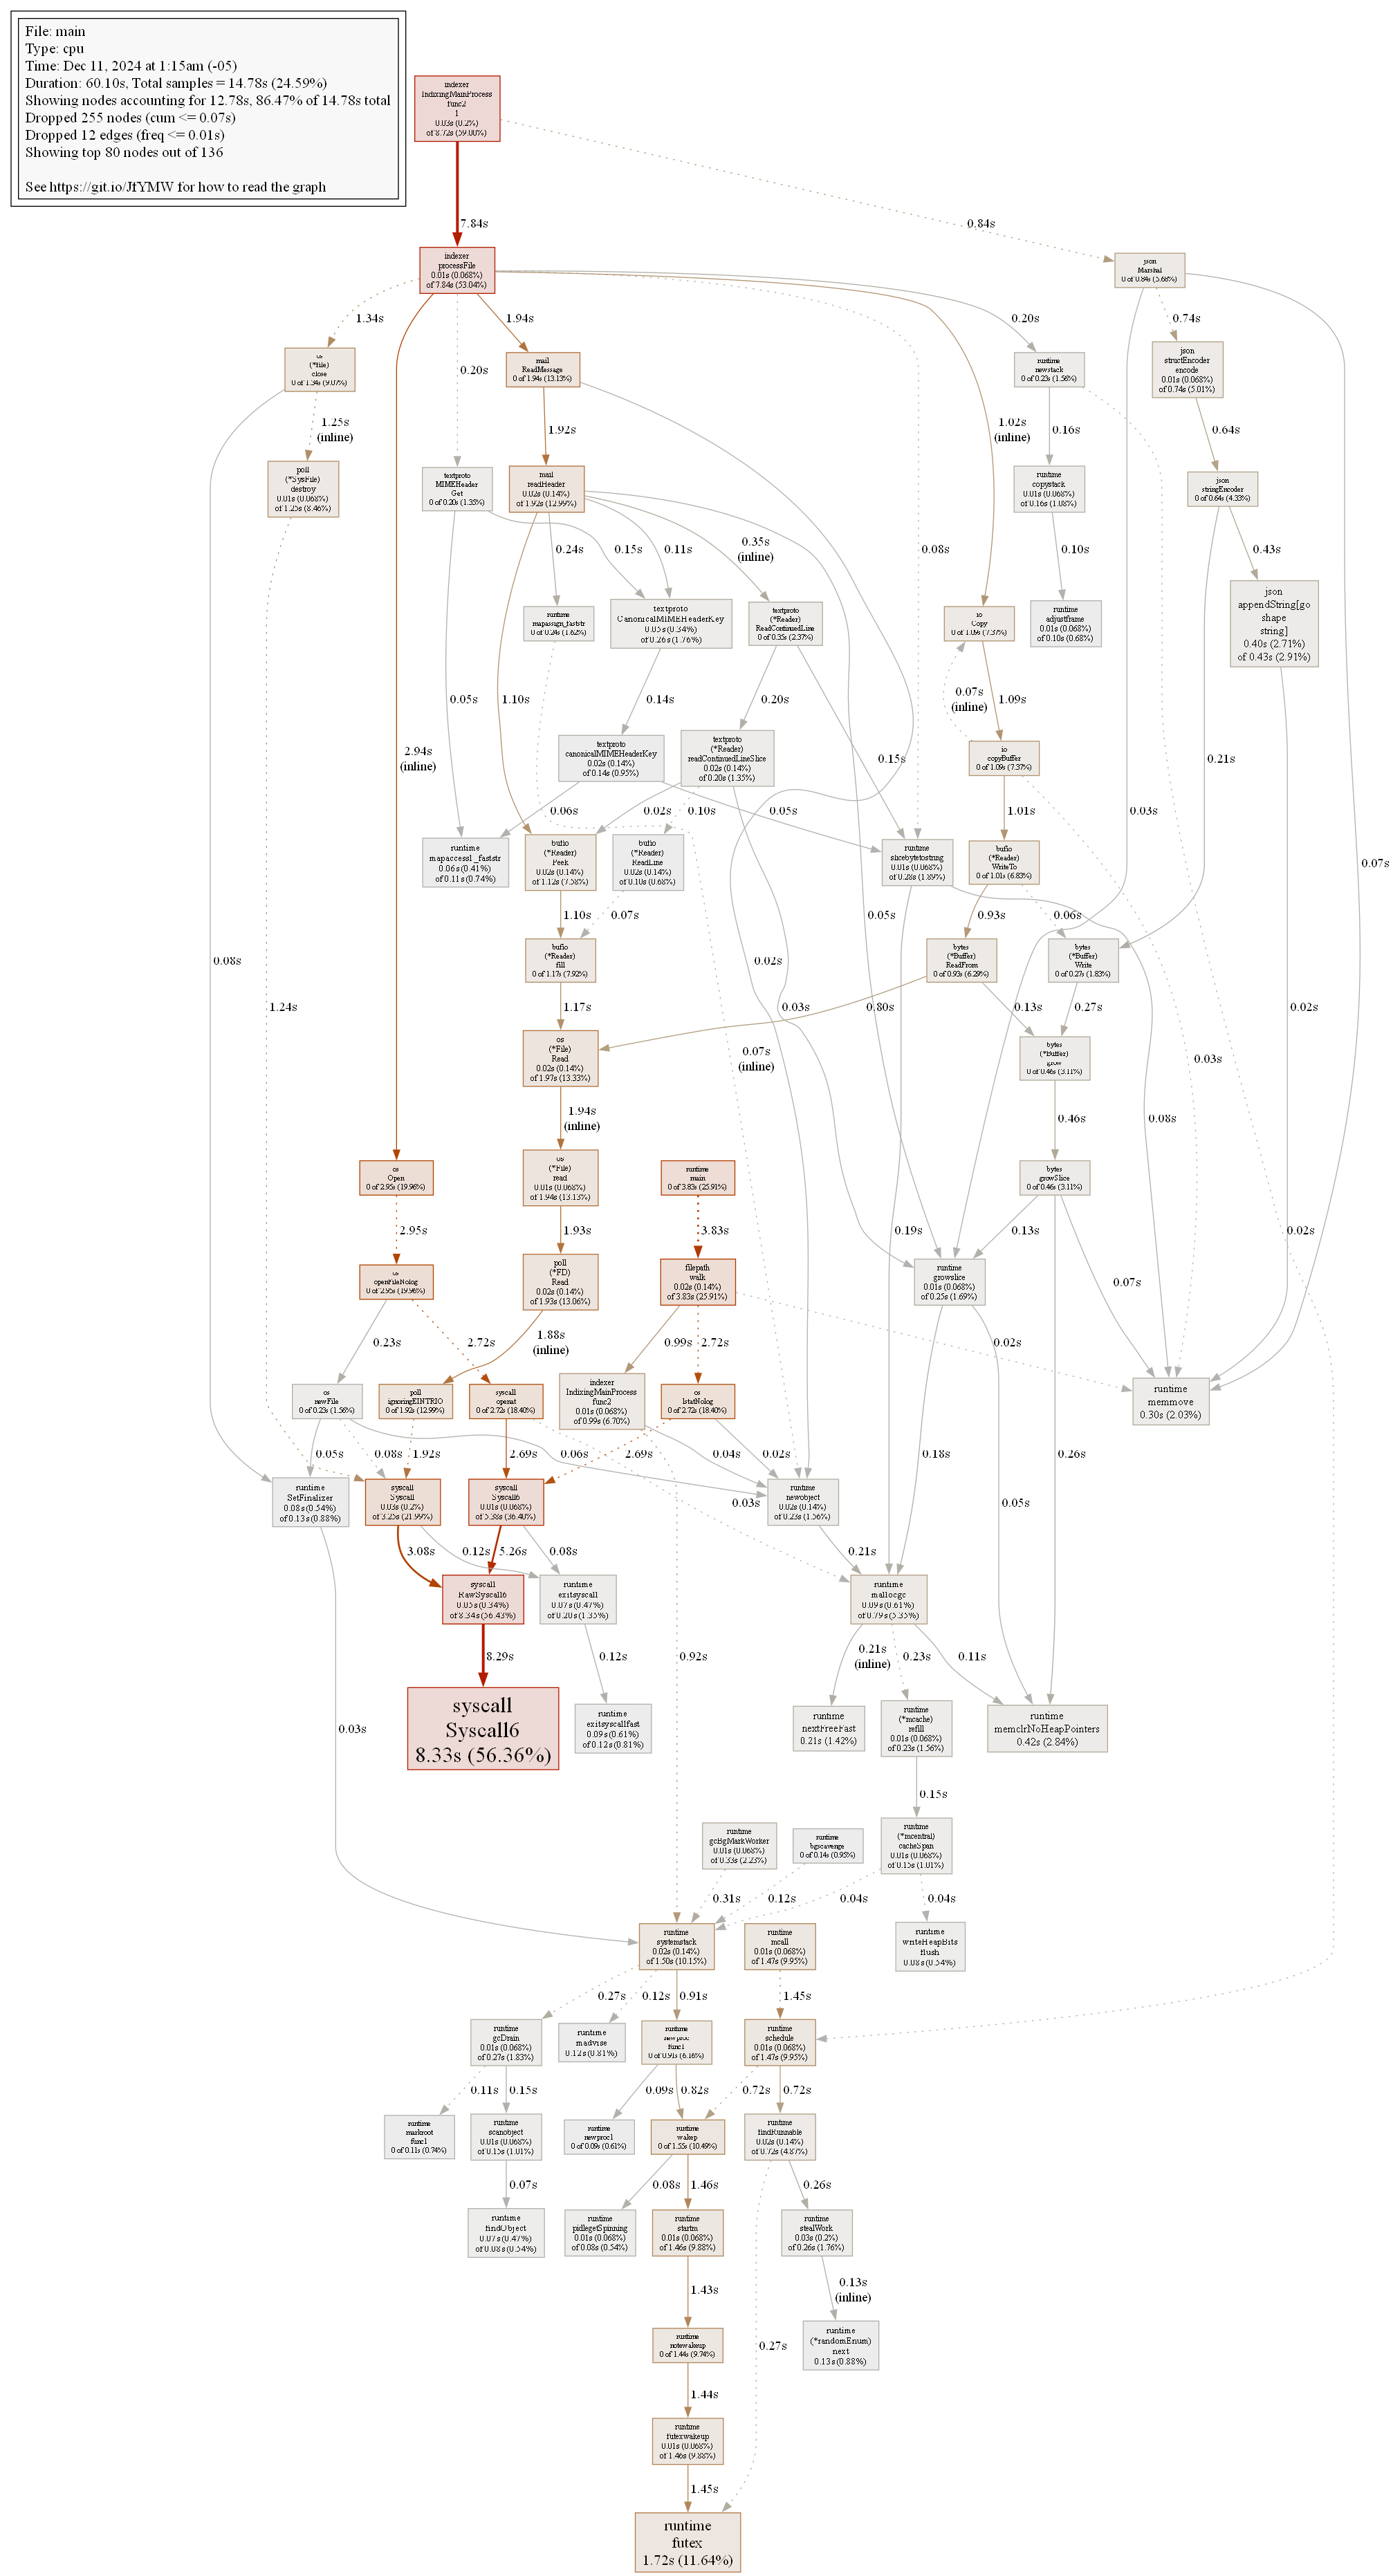 File: main
Type: cpu
Time: Dec 11, 2024 at 1:15am (-05)
Duration: 60.10s, Total samples = 14.78s (24.59%)
Showing nodes accounting for 12.78s, 86.47% of 14.78s total
Dropped 255 nodes (cum <= 0.07s)
Dropped 12 edges (freq <= 0.01s)
Showing top 80 nodes out of 136
See https://git.io/JfYMW for how to read the graph
indexer
IndixingMainProcess
func2
1
0.03s (0.2%)
of 8.72s (59.00%)
7.84s
0.84s
indexer
processFile
0.01s (0.068%)
of 7.84s (53.04%)
json
Marshal
0 of 0.84s (5.68%)
1.34s
0.20s
1.94s
0.20s
0.74s
os
(*file)
close
0 of 1.34s (9.07%)
mail
ReadMessage
0 of 1.94s (13.13%)
runtime
newstack
0 of 0.23s (1.56%)
json
structEncoder
encode
0.01s (0.068%)
of 0.74s (5.01%)
1.25s
(inline)
1.92s
1.02s
(inline)
0.16s
0.64s
poll
(*SysFile)
destroy
0.01s (0.068%)
of 1.25s (8.46%)
textproto
MIMEHeader
Get
0 of 0.20s (1.35%)
mail
readHeader
0.02s (0.14%)
of 1.92s (12.99%)
runtime
copystack
0.01s (0.068%)
of 0.16s (1.08%)
json
stringEncoder
0 of 0.64s (4.33%)
0.24s
0.15s
0.11s
0.35s
(inline)
0.08s
0.10s
0.43s
runtime
mapassign_faststr
0 of 0.24s (1.62%)
textproto
CanonicalMIMEHeaderKey
0.05s (0.34%)
of 0.26s (1.76%)
textproto
(*Reader)
ReadContinuedLine
0 of 0.35s (2.37%)
io
Copy
0 of 1.09s (7.37%)
runtime
adjustframe
0.01s (0.068%)
of 0.10s (0.68%)
json
appendString[go
shape
string]
0.40s (2.71%)
of 0.43s (2.91%)
0.05s
1.10s
0.14s
0.20s
0.07s
(inline)
1.09s
2.94s
(inline)
textproto
canonicalMIMEHeaderKey
0.02s (0.14%)
of 0.14s (0.95%)
textproto
(*Reader)
readContinuedLineSlice
0.02s (0.14%)
of 0.20s (1.35%)
0.15s
io
copyBuffer
0 of 1.09s (7.37%)
0.21s
0.06s
0.02s
0.10s
0.05s
1.01s
0.03s
runtime
mapaccess1_faststr
0.06s (0.41%)
of 0.11s (0.74%)
bufio
(*Reader)
Peek
0.02s (0.14%)
of 1.12s (7.58%)
bufio
(*Reader)
ReadLine
0.02s (0.14%)
of 0.10s (0.68%)
runtime
slicebytetostring
0.01s (0.068%)
of 0.28s (1.89%)
bufio
(*Reader)
WriteTo
0 of 1.01s (6.83%)
0.07s
1.10s
0.07s
0.05s
0.93s
0.06s
0.08s
bufio
(*Reader)
fill
0 of 1.17s (7.92%)
0.02s
bytes
(*Buffer)
ReadFrom
0 of 0.93s (6.29%)
bytes
(*Buffer)
Write
0 of 0.27s (1.83%)
1.24s
1.17s
0.03s
0.80s
0.13s
0.27s
0.02s
os
(*File)
Read
0.02s (0.14%)
of 1.97s (13.33%)
0.07s
(inline)
bytes
(*Buffer)
grow
0 of 0.46s (3.11%)
0.03s
1.94s
(inline)
0.46s
0.08s
os
Open
0 of 2.95s (19.96%)
os
(*File)
read
0.01s (0.068%)
of 1.94s (13.13%)
runtime
main
0 of 3.83s (25.91%)
bytes
growSlice
0 of 0.46s (3.11%)
2.95s
1.93s
3.83s
0.19s
0.13s
0.02s
os
openFileNolog
0 of 2.95s (19.96%)
poll
(*FD)
Read
0.02s (0.14%)
of 1.93s (13.06%)
filepath
walk
0.02s (0.14%)
of 3.83s (25.91%)
runtime
growslice
0.01s (0.068%)
of 0.25s (1.69%)
0.07s
0.23s
2.72s
1.88s
(inline)
0.99s
2.72s
0.02s
os
newFile
0 of 0.23s (1.56%)
poll
ignoringEINTRIO
0 of 1.92s (12.99%)
syscall
openat
0 of 2.72s (18.40%)
indexer
IndixingMainProcess
func2
0.01s (0.068%)
of 0.99s (6.70%)
os
lstatNolog
0 of 2.72s (18.40%)
runtime
memmove
0.30s (2.03%)
0.05s
0.08s
1.92s
2.69s
0.06s
2.69s
0.04s
0.02s
0.18s
0.26s
runtime
SetFinalizer
0.08s (0.54%)
of 0.13s (0.88%)
syscall
Syscall
0.03s (0.2%)
of 3.25s (21.99%)
syscall
Syscall6
0.01s (0.068%)
of 5.38s (36.40%)
0.03s
runtime
newobject
0.02s (0.14%)
of 0.23s (1.56%)
0.05s
3.08s
0.12s
5.26s
0.08s
0.21s
syscall
RawSyscall6
0.05s (0.34%)
of 8.34s (56.43%)
runtime
exitsyscall
0.07s (0.47%)
of 0.20s (1.35%)
runtime
mallocgc
0.09s (0.61%)
of 0.79s (5.35%)
8.29s
0.12s
0.92s
0.21s
(inline)
0.23s
0.11s
syscall
Syscall6
8.33s (56.36%)
runtime
exitsyscallfast
0.09s (0.61%)
of 0.12s (0.81%)
runtime
nextFreeFast
0.21s (1.42%)
runtime
(*mcache)
refill
0.01s (0.068%)
of 0.23s (1.56%)
runtime
memclrNoHeapPointers
0.42s (2.84%)
0.03s
0.15s
runtime
gcBgMarkWorker
0.01s (0.068%)
of 0.33s (2.23%)
runtime
bgscavenge
0 of 0.14s (0.95%)
runtime
(*mcentral)
cacheSpan
0.01s (0.068%)
of 0.15s (1.01%)
0.31s
0.12s
0.04s
0.04s
runtime
systemstack
0.02s (0.14%)
of 1.50s (10.15%)
runtime
mcall
0.01s (0.068%)
of 1.47s (9.95%)
runtime
writeHeapBits
flush
0.08s (0.54%)
0.27s
0.12s
0.91s
1.45s
runtime
gcDrain
0.01s (0.068%)
of 0.27s (1.83%)
runtime
madvise
0.12s (0.81%)
runtime
newproc
func1
0 of 0.91s (6.16%)
runtime
schedule
0.01s (0.068%)
of 1.47s (9.95%)
0.11s
0.15s
0.09s
0.82s
0.72s
0.72s
runtime
markroot
func1
0 of 0.11s (0.74%)
runtime
scanobject
0.01s (0.068%)
of 0.15s (1.01%)
runtime
newproc1
0 of 0.09s (0.61%)
runtime
wakep
0 of 1.55s (10.49%)
runtime
findRunnable
0.02s (0.14%)
of 0.72s (4.87%)
0.07s
0.08s
1.46s
0.26s
runtime
findObject
0.07s (0.47%)
of 0.08s (0.54%)
runtime
pidlegetSpinning
0.01s (0.068%)
of 0.08s (0.54%)
runtime
startm
0.01s (0.068%)
of 1.46s (9.88%)
runtime
stealWork
0.03s (0.2%)
of 0.26s (1.76%)
1.43s
0.13s
(inline)
runtime
notewakeup
0 of 1.44s (9.74%)
0.27s
runtime
(*randomEnum)
next
0.13s (0.88%)
1.44s
runtime
futexwakeup
0.01s (0.068%)
of 1.46s (9.88%)
1.45s
runtime
futex
1.72s (11.64%)